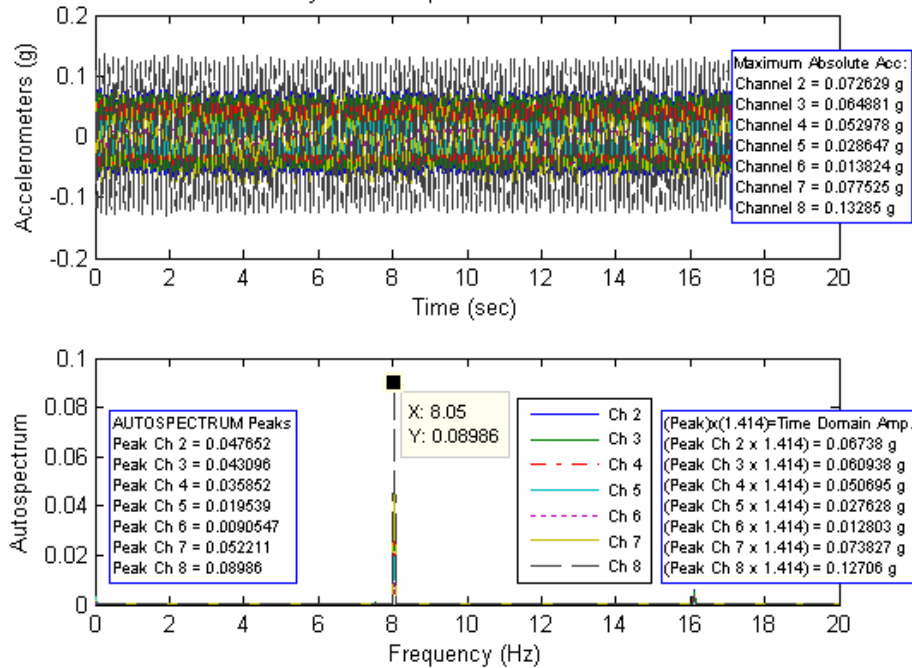 0.2
0.1
0
-0.1
-0.2
Accelerometers (g)
Maximum Absolute Acc:
Channel 2 = 0.072629 g
Channel 3 = 0.064881 g
Channel 4 = 0.052978 g
Channel 5 = 0.028647 g
Channel 6 = 0.013824 g
Channel 7 = 0.077525 g
Channel 8 = 0.13285 g
0 2 4 6 8 10 12 14 16 18 20
Time (sec)
0.1
0.08
0.06
0.04
0.02
0
Autospectrum
AUTOSPECTRUM Peaks
Peak Ch 2 = 0.047652
Peak Ch 3 = 0.043096
Peak Ch 4 = 0.035852
Peak Ch 5 = 0.019539
Peak Ch 6 = 0.0090547
Peak Ch 7 = 0.052211
Peak Ch 8 = 0.08986
X: 8.05
Y: 0.08986
Ch 2
Ch 3
Ch 4
Ch 5
Ch 6
Ch 7
Ch 8
(Peak)x(1.414)=Time Domain Amp.
(Peak Ch 2 x 1.414) = 0.06738 g
(Peak Ch 3 x 1.414) = 0.060938 g
(Peak Ch 4 x 1.414) = 0.050695 g
(Peak Ch 5 x 1.414) = 0.027628 g
(Peak Ch 6 x 1.414) = 0.012803 g
(Peak Ch 7 x 1.414) = 0.073827 g
(Peak Ch 8 x 1.414) = 0.12706 g
0 2 4 6 8 10 12 14 16 18 20
Frequency (Hz)